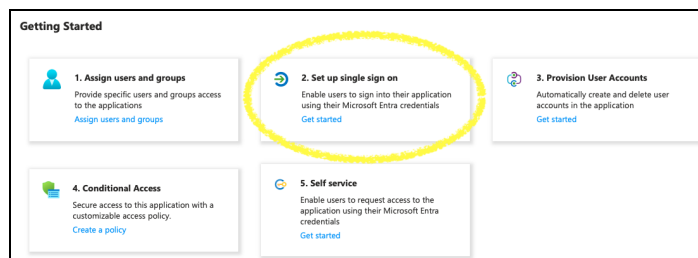 Getting Started
1. Assign users and groups
Provide specific users and groups access
to the applications
Assign users and groups
2. Set up single sign on
Enable users to sign into their application
using their Microsoft Entra credentials
Get started
3. Provision User Accounts
Automatically create and delete user
accounts in the application
Get started
4. Conditional Access
Secure access to this application with a
customizable access policy.
Create a policy
5. Self service
Enable users to request access to the
application using their Microsoft Entra
credentials
Get started